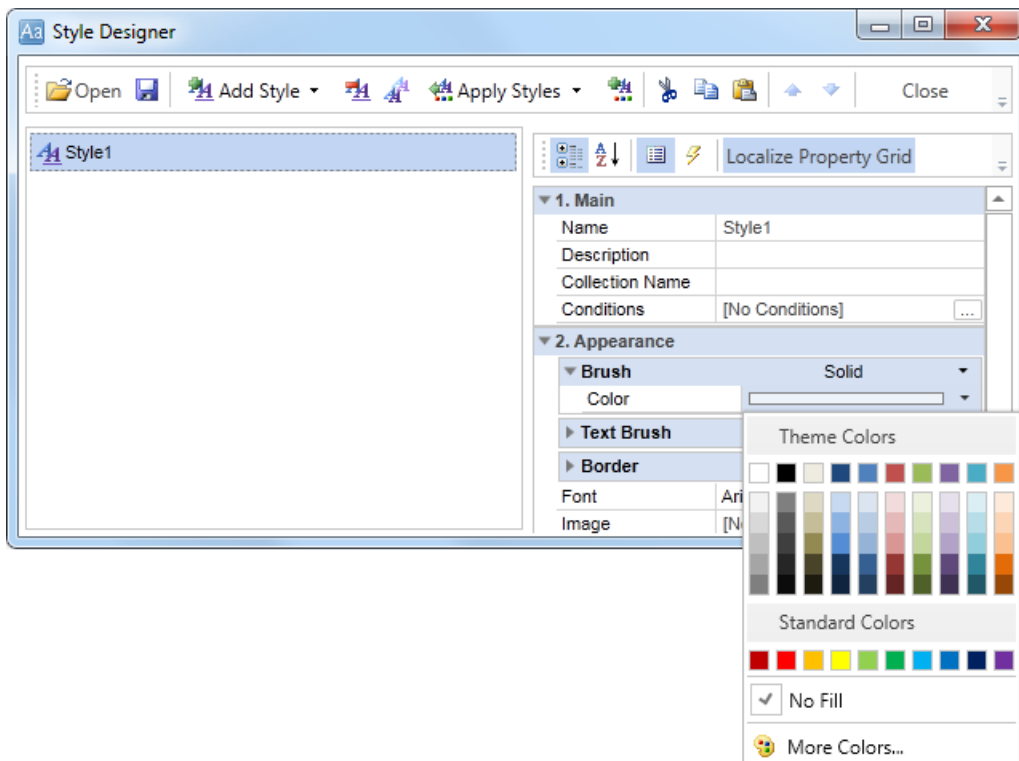 Aa Style Designer
Open Add Style Apply Styles Close
Style1
Localize Property Grid
1. Main
Name Style1
Description
Collection Name
Conditions [No Conditions] ...
2. Appearance
Brush Solid
Color
Text Brush
Border
Font Ari
Image [N
Theme Colors
Standard Colors
No Fill
More Colors...